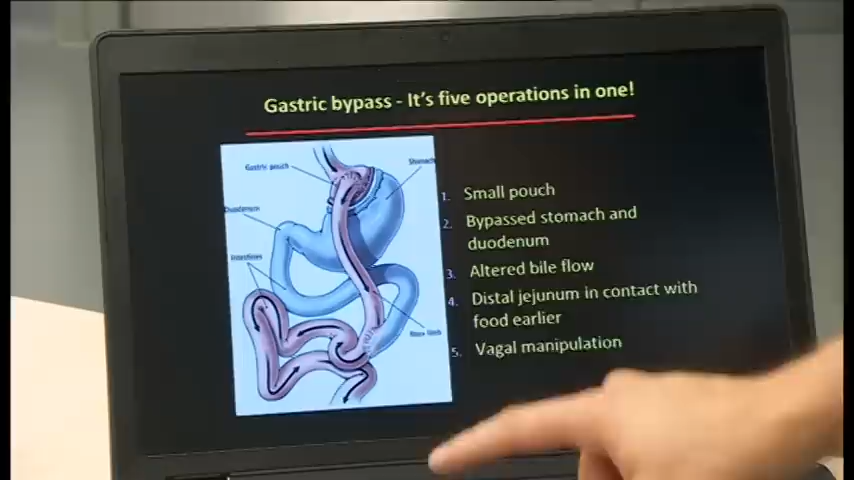 Gastric bypass - It's five operations in one!
Gastric pouch
Stomach
Duodenum
Intestines
Roux limb
1. Small pouch
2. Bypassed stomach and
duodenum
3. Altered bile flow
4. Distal jejunum in contact with
food earlier
5. Vagal manipulation